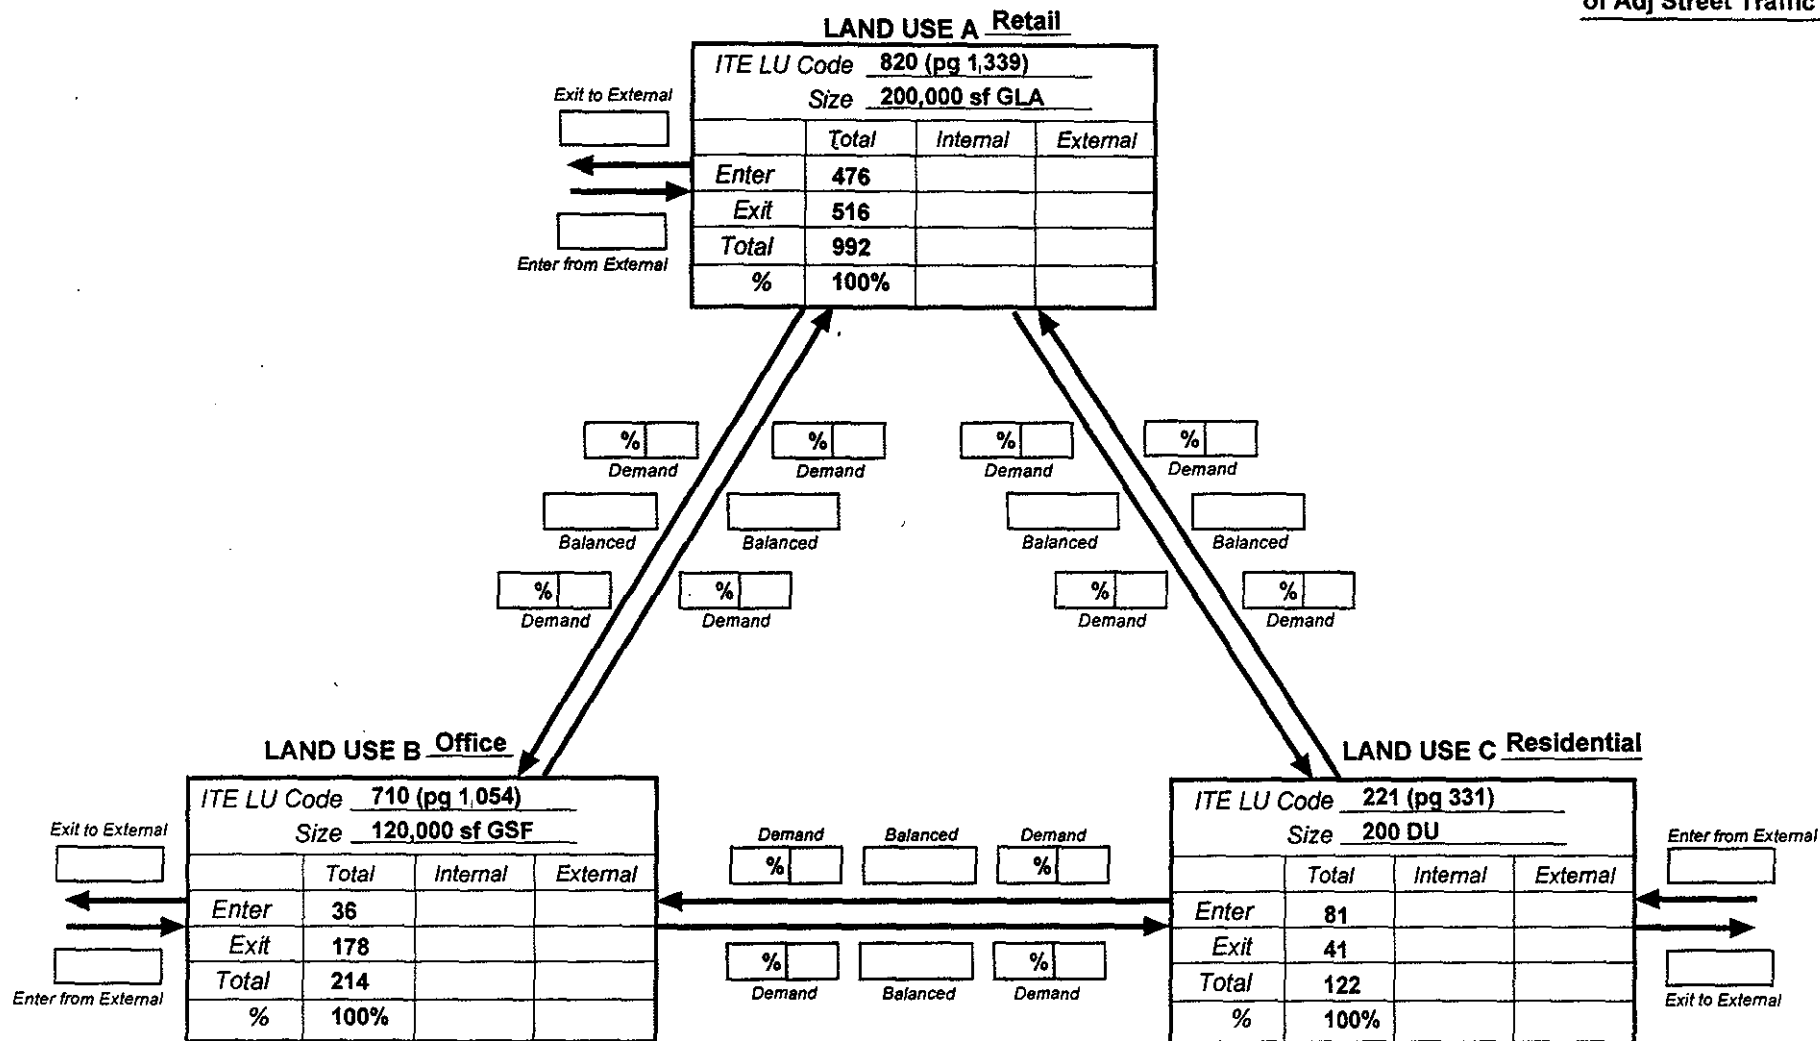 of Adj Street Traffic
LAND USE A Retail
ITE LU Code 820 (pg 1,339)
Size 200,000 sf GLA
Total Internal External
Enter 476
Exit 516
Total 992
% 100%
Exit to External
Enter from External
% % % %
Demand Demand Demand Demand
Balanced Balanced Balanced Balanced
% % % %
Demand Demand Demand Demand
LAND USE B Office
ITE LU Code 710 (pg 1,054)
Size 120,000 sf GSF
Total Internal External
Enter 36
Exit 178
Total 214
% 100%
Exit to External
Enter from External
Demand Balanced Demand
% %
% %
Demand Balanced Demand
LAND USE C Residential
ITE LU Code 221 (pg 331)
Size 200 DU
Total Internal External
Enter 81
Exit 41
Total 122
% 100%
Enter from External
Exit to External